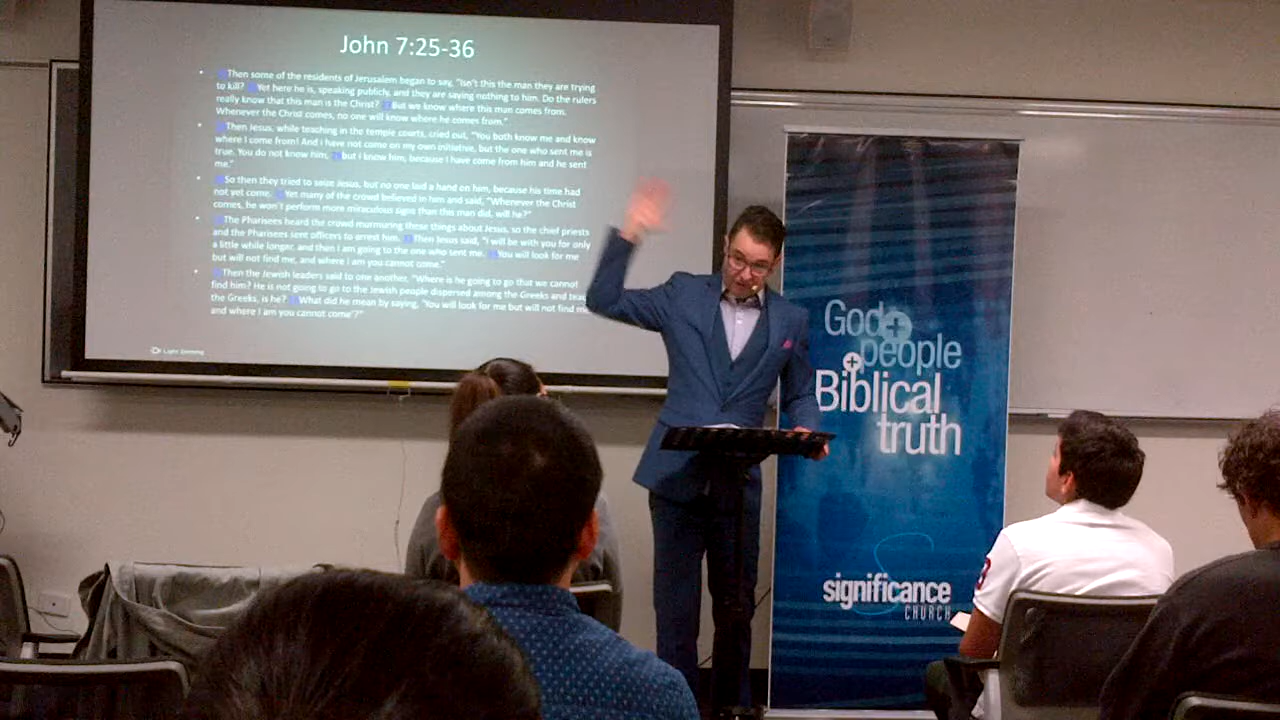 John 7:25-36
Then some of the residents of Jerusalem began to say, "Isn't this the man they are trying
to kill? Yet here he is, speaking publicly, and they are saying nothing to him. Do the rulers
really know that this man is the Christ? But we know where this man comes from.
Whenever the Christ comes, no one will know where he comes from."
Then Jesus, while teaching in the temple courts, cried out, "You both know me and know
where I come from! And I have not come on my own initiative, but the one who sent me is
true. You do not know him, but I know him, because I have come from him and he sent
me."
So then they tried to seize Jesus, but no one laid a hand on him, because his time had
not yet come. Yet many of the crowd believed in him and said, "Whenever the Christ
comes, he won't perform more miraculous signs than this man did, will he?"
The Pharisees heard the crowd murmuring these things about Jesus, so the chief priests
and the Pharisees sent officers to arrest him. Then Jesus said, "I will be with you for only
a little while longer, and then I am going to the one who sent me. You will look for me
but will not find me, and where I am you cannot come."
Then the Jewish leaders said to one another, "Where is he going to go that we cannot
find him? He is not going to go to the Jewish people dispersed among the Greeks and teac
the Greeks, is he? What did he mean by saying, 'You will look for me but will not find me
and where I am you cannot come'?"
God +
+ people
Biblical
truth
significance
CHURCH